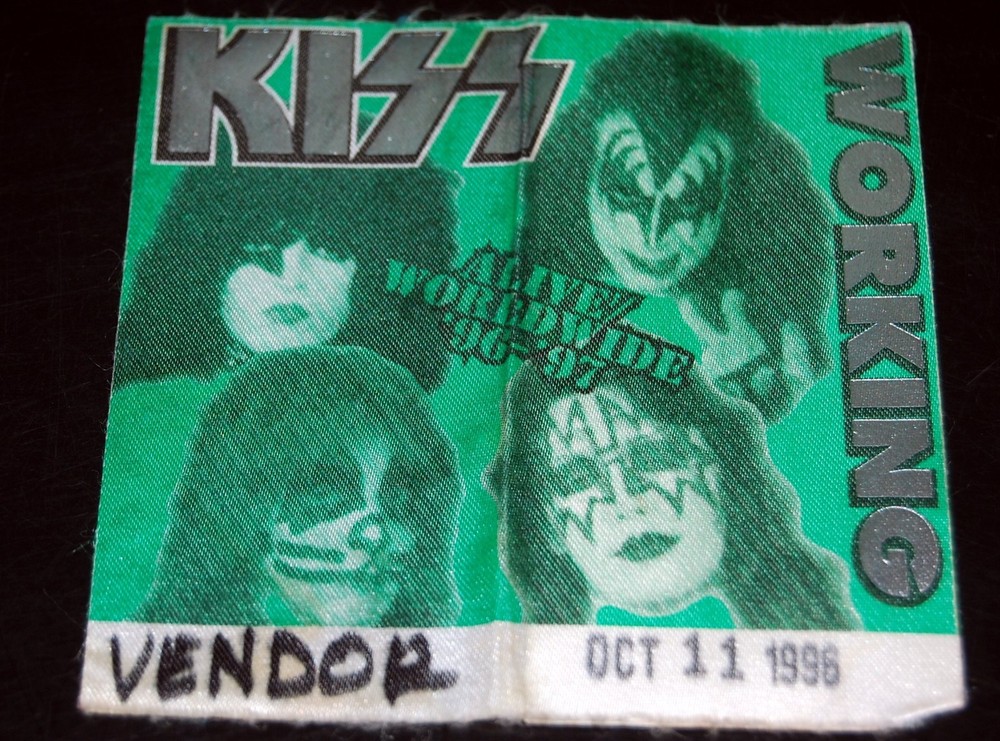 KISS
ALIVE/
WORLDWIDE
'96-'97
WORKING
VENDOR
OCT 11 1996